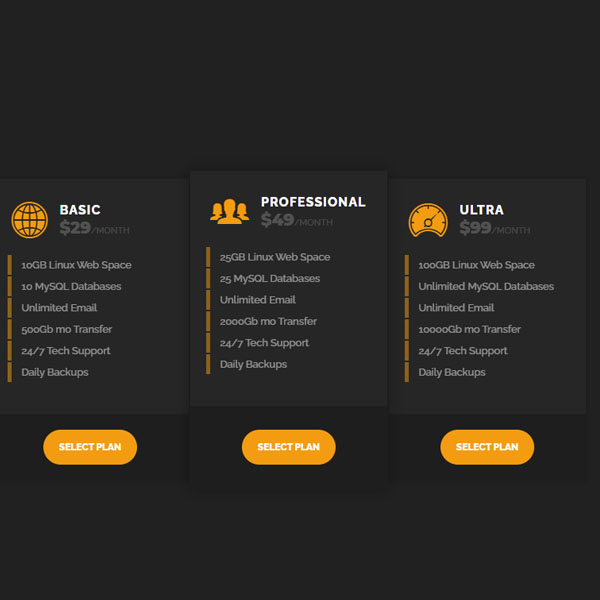 BASIC
$29/MONTH
10GB Linux Web Space
10 MySQL Databases
Unlimited Email
500Gb mo Transfer
24/7 Tech Support
Daily Backups
SELECT PLAN
PROFESSIONAL
$49/MONTH
25GB Linux Web Space
25 MySQL Databases
Unlimited Email
2000Gb mo Transfer
24/7 Tech Support
Daily Backups
SELECT PLAN
ULTRA
$99/MONTH
100GB Linux Web Space
Unlimited MySQL Databases
Unlimited Email
10000Gb mo Transfer
24/7 Tech Support
Daily Backups
SELECT PLAN